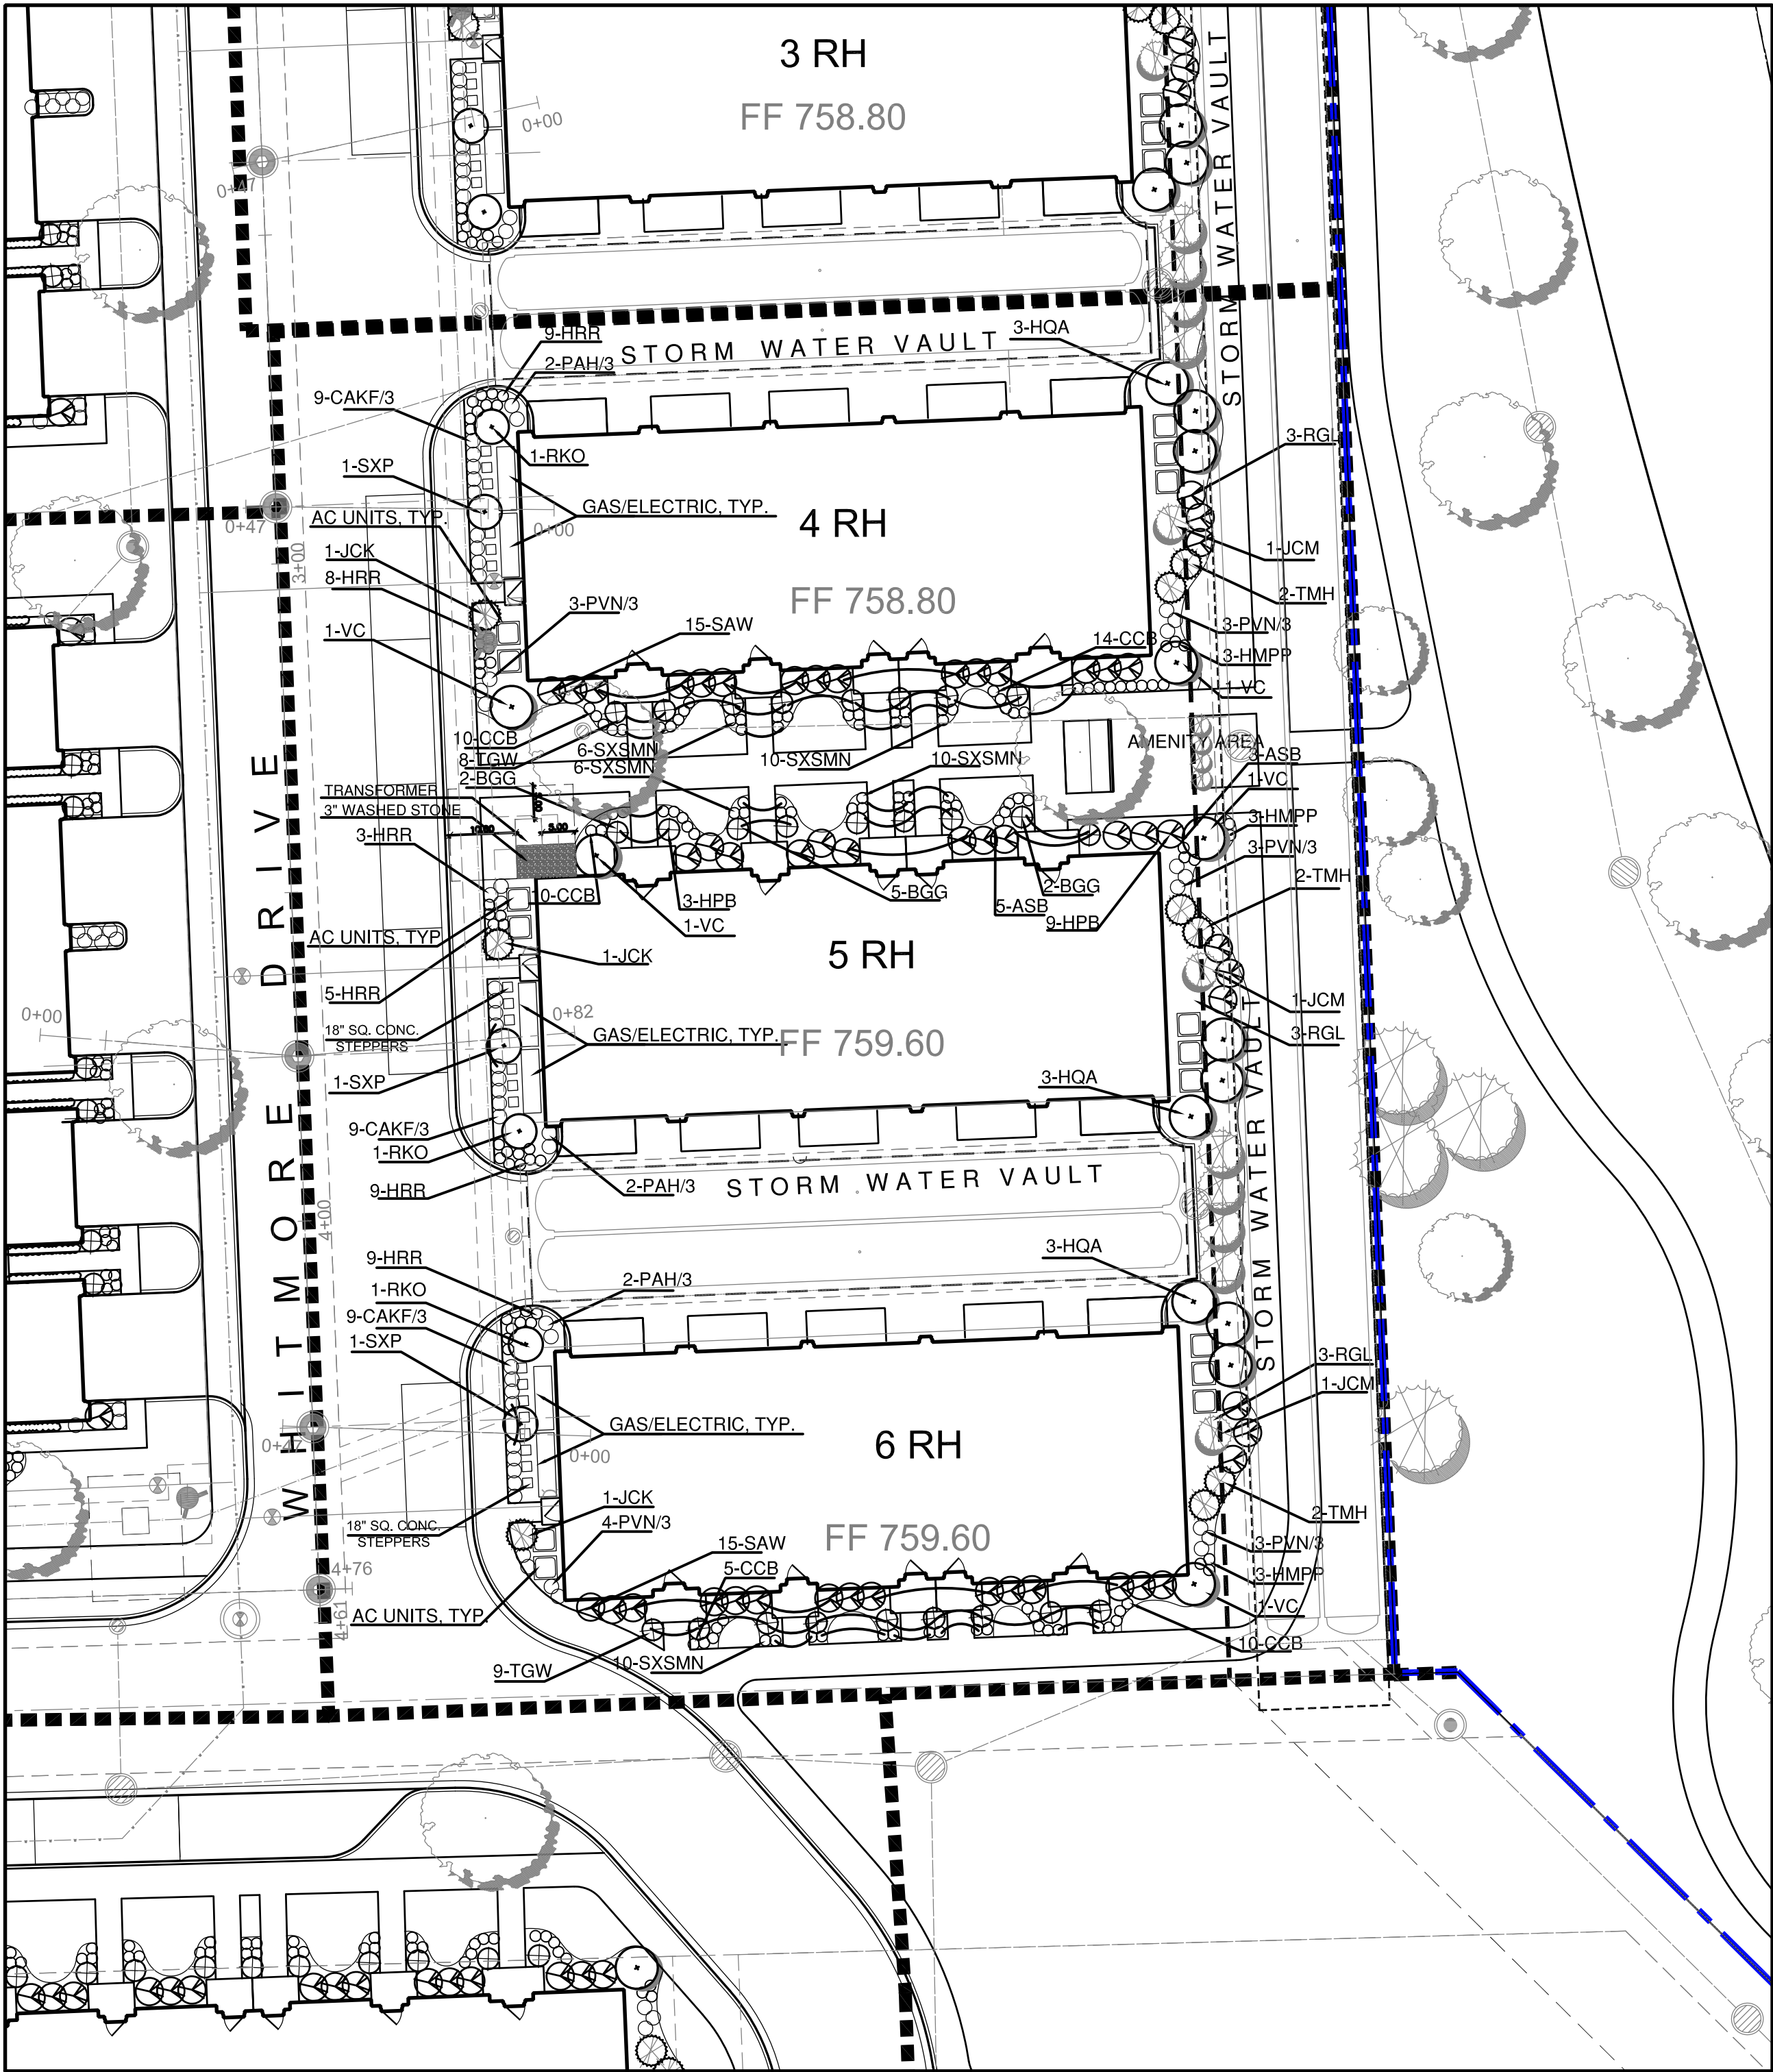 3 RH
FF 758.80
STORM WATER VAULT
0+00
0+47
9-HRR
2-PAH/3
STORM WATER VAULT
3-HQA
9-CAKF/3
1-RKO
3-RGL
1-SXP
GAS/ELECTRIC, TYP.
4 RH
AC UNITS, TYP.
0+47
0+00
3+00
1-JCK
1-JCM
8-HRR
FF 758.80
2-TMH
3-PVN/3
15-SAW
3-PVN/3
1-VC
14-CCB
3-HMPP
1-VC
10-CCB
8-TGW
6-SXSMN
10-SXSMN
AMENITY AREA
3-ASB
6-SXSMN
10-SXSMN
2-BGG
1-VC
TRANSFORMER
3" WASHED STONE
10.80
3.00
3-HMPP
3-HRR
3-PVN/3
2-TMH
10-CCB
3-HPB
5-BGG
2-BGG
5-ASB
9-HPB
1-VC
AC UNITS, TYP
1-JCK
5 RH
5-HRR
1-JCM
0+00
0+82
18" SQ. CONC.
STEPPERS
GAS/ELECTRIC, TYP.
FF 759.60
3-RGL
1-SXP
3-HQA
9-CAKF/3
1-RKO
9-HRR
2-PAH/3
STORM WATER VAULT
STORM WATER VAULT
WHITMORE DRIVE
4+00
9-HRR
3-HQA
1-RKO
2-PAH/3
9-CAKF/3
1-SXP
3-RGL
1-JCM
GAS/ELECTRIC, TYP.
6 RH
0+47
0+00
1-JCK
4-PVN/3
2-TMH
18" SQ. CONC.
STEPPERS
15-SAW
FF 759.60
3-PVN/3
5-CCB
3-HMPP
4+76
4+61
AC UNITS, TYP.
1-VC
10-CCB
9-TGW
10-SXSMN